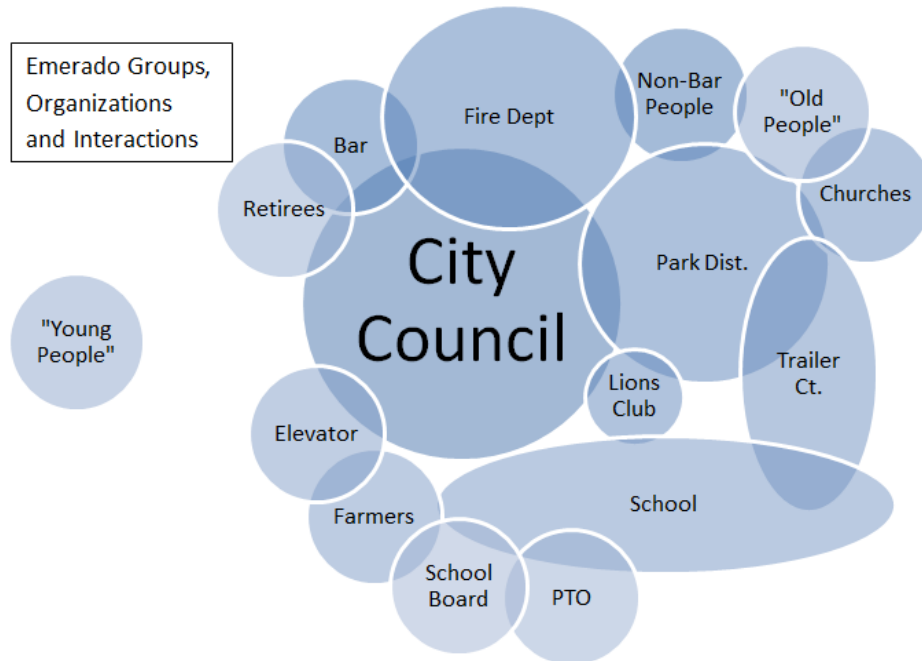 Emerado Groups,
Organizations
and Interactions
Fire Dept
Non-Bar
People
"Old
People"
Bar
Churches
Retirees
City
Council
Park Dist.
"Young
People"
Trailer
Ct.
Lions
Club
Elevator
School
Farmers
School
Board
PTO